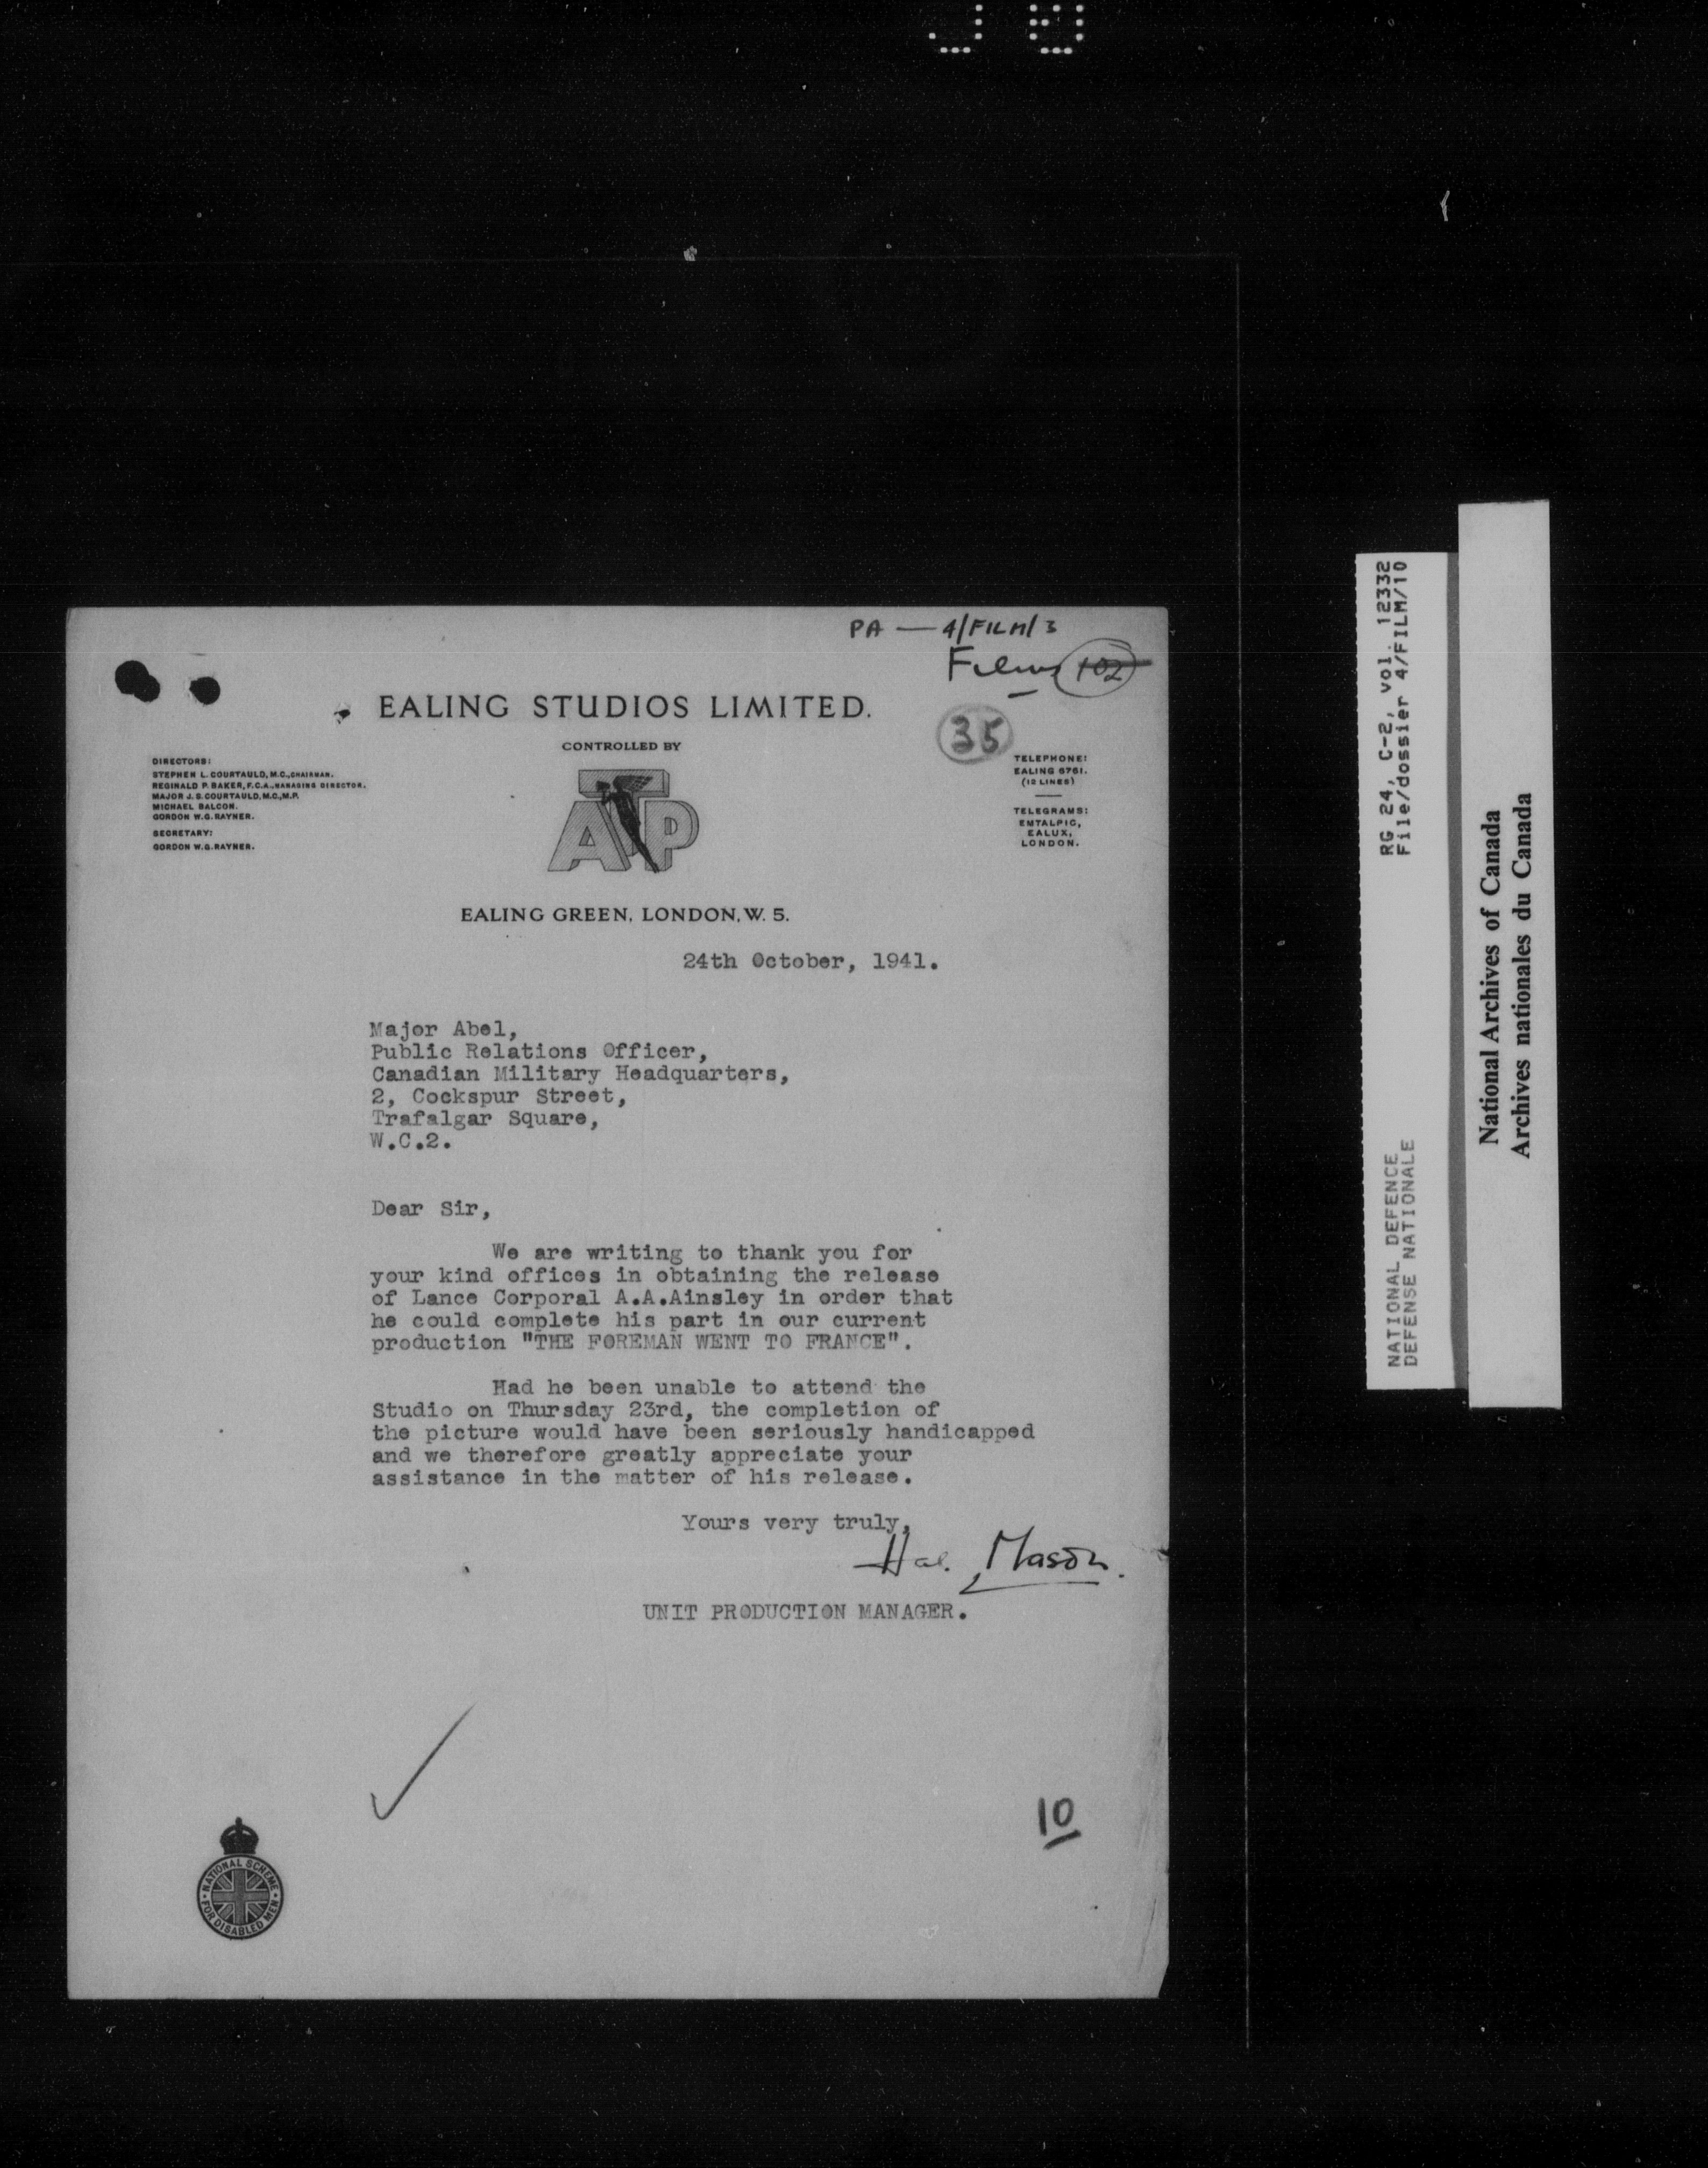 PA — 4/FILM/3
Films 102
EALING STUDIOS LIMITED.
35
CONTROLLED BY
ATP
DIRECTORS:
STEPHEN L. COURTAULD, M.C., CHAIRMAN.
REGINALD P. BAKER, F.C.A., MANAGING DIRECTOR.
MAJOR J. S. COURTAULD, M.C., M.P.
MICHAEL BALCON.
GORDON W.G. RAYNER.
SECRETARY:
GORDON W.G. RAYNER.
TELEPHONE:
EALING 6761.
(12 LINES)
TELEGRAMS:
EMTALPIC,
EALUX,
LONDON.
EALING GREEN, LONDON, W. 5.
24th October, 1941.
Major Abel,
Public Relations Officer,
Canadian Military Headquarters,
2, Cockspur Street,
Trafalgar Square,
W.C.2.
Dear Sir,
We are writing to thank you for
your kind offices in obtaining the release
of Lance Corporal A.A.Ainsley in order that
he could complete his part in our current
production "THE FOREMAN WENT TO FRANCE".
Had he been unable to attend the
Studio on Thursday 23rd, the completion of
the picture would have been seriously handicapped
and we therefore greatly appreciate your
assistance in the matter of his release.
Yours very truly,
Hal. Mason.
UNIT PRODUCTION MANAGER.
10
NATIONAL SCHEME
FOR DISABLED MEN
NATIONAL DEFENCE RG 24, C-2, vol. 12332
DEFENSE NATIONALE File/dossier 4/FILM/10
National Archives of Canada
Archives nationales du Canada